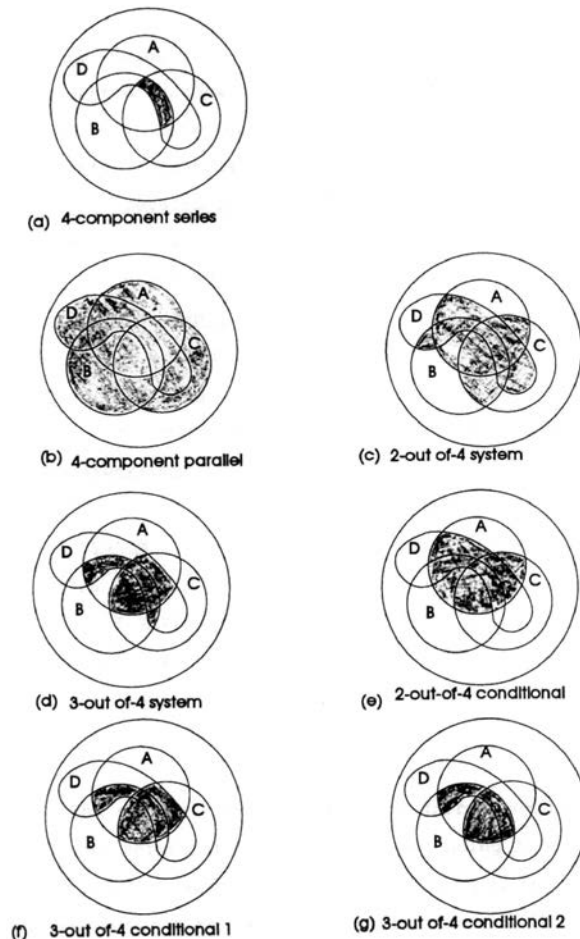 A
D
C
B
(a) 4-component series
A
D
C
B
(b) 4-component parallel
A
D
C
B
(c) 2-out of-4 system
A
D
C
B
(d) 3-out of-4 system
A
D
C
B
(e) 2-out-of-4 conditional
A
D
C
B
(f) 3-out of-4 conditional 1
A
D
C
B
(g) 3-out of-4 conditional 2